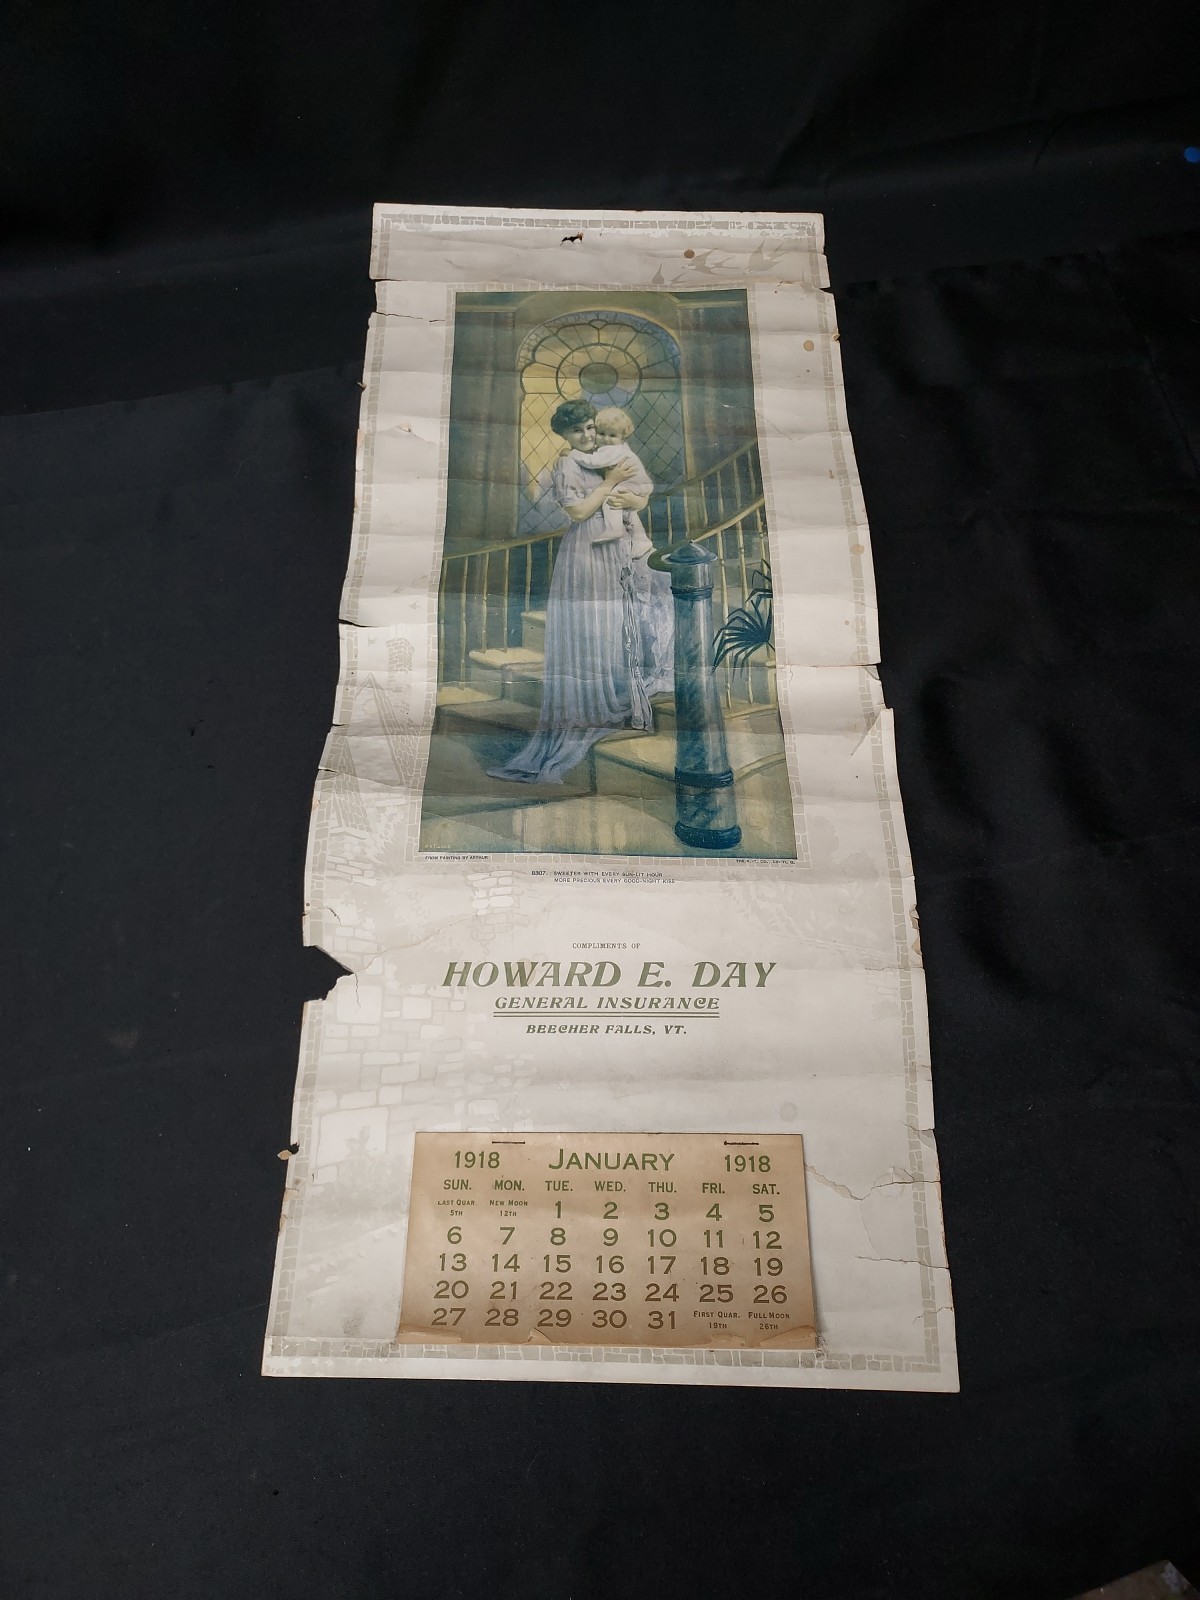 FROM PAINTING BY ARTHUR
8307. SWEETER WITH EVERY SUN-LIT HOUR
MORE PRECIOUS EVERY GOOD-NIGHT KISS
COMPLIMENTS OF
HOWARD E. DAY
GENERAL INSURANCE
BEECHER FALLS, VT.
1918 JANUARY 1918
SUN. MON. TUE. WED. THU. FRI. SAT.
LAST QUAR. 5TH NEW MOON 12TH 1 2 3 4 5
6 7 8 9 10 11 12
13 14 15 16 17 18 19
20 21 22 23 24 25 26
27 28 29 30 31 FIRST QUAR. 19TH FULL MOON 26TH